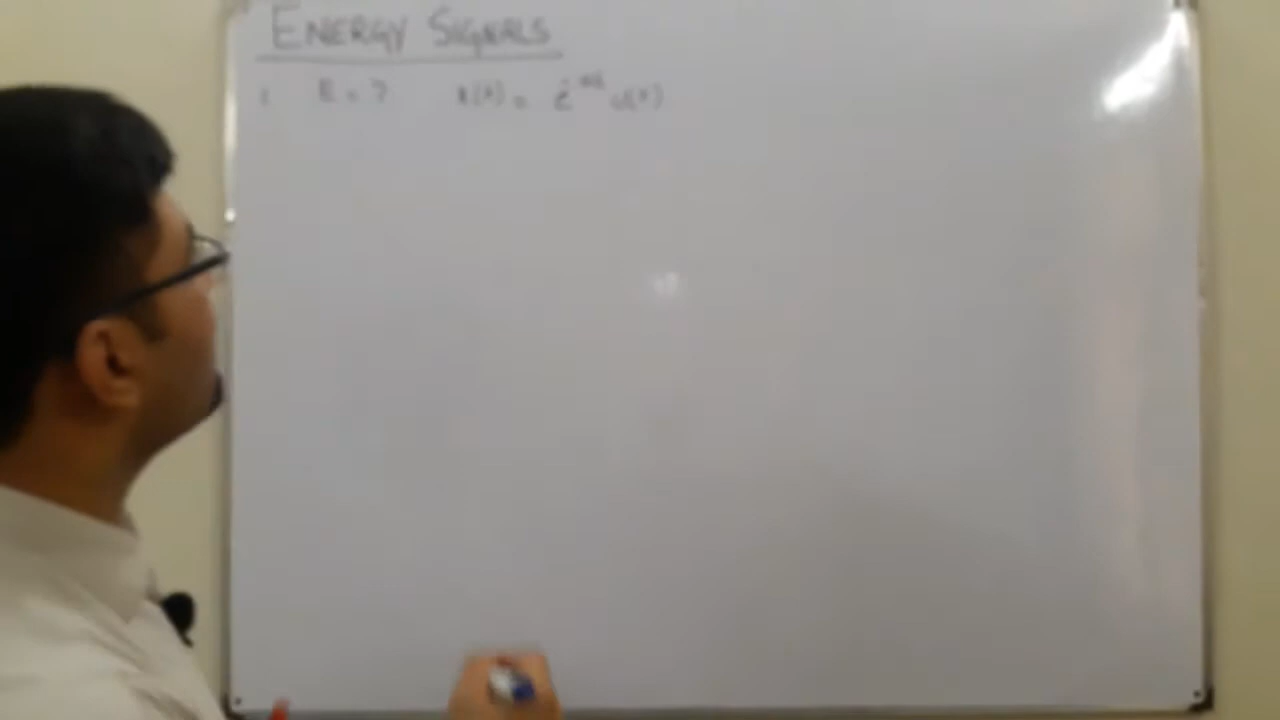 ENERGY SIGNALS
E = ? x(t) = e u(t)